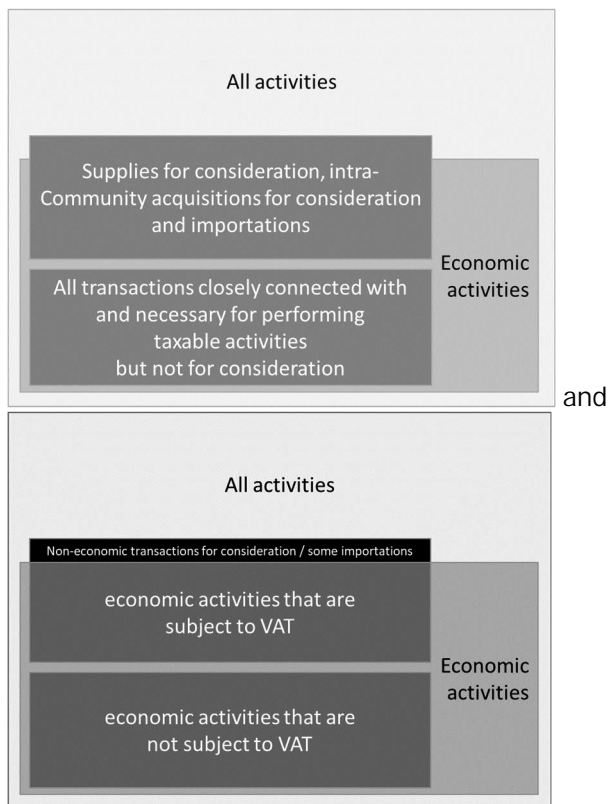 All activities
Supplies for consideration, intra-
Community acquisitions for consideration
and importations
Economic
activities
All transactions closely connected with
and necessary for performing
taxable activities
but not for consideration
and
All activities
Non-economic transactions for consideration / some importations
economic activities that are
subject to VAT
Economic
activities
economic activities that are
not subject to VAT